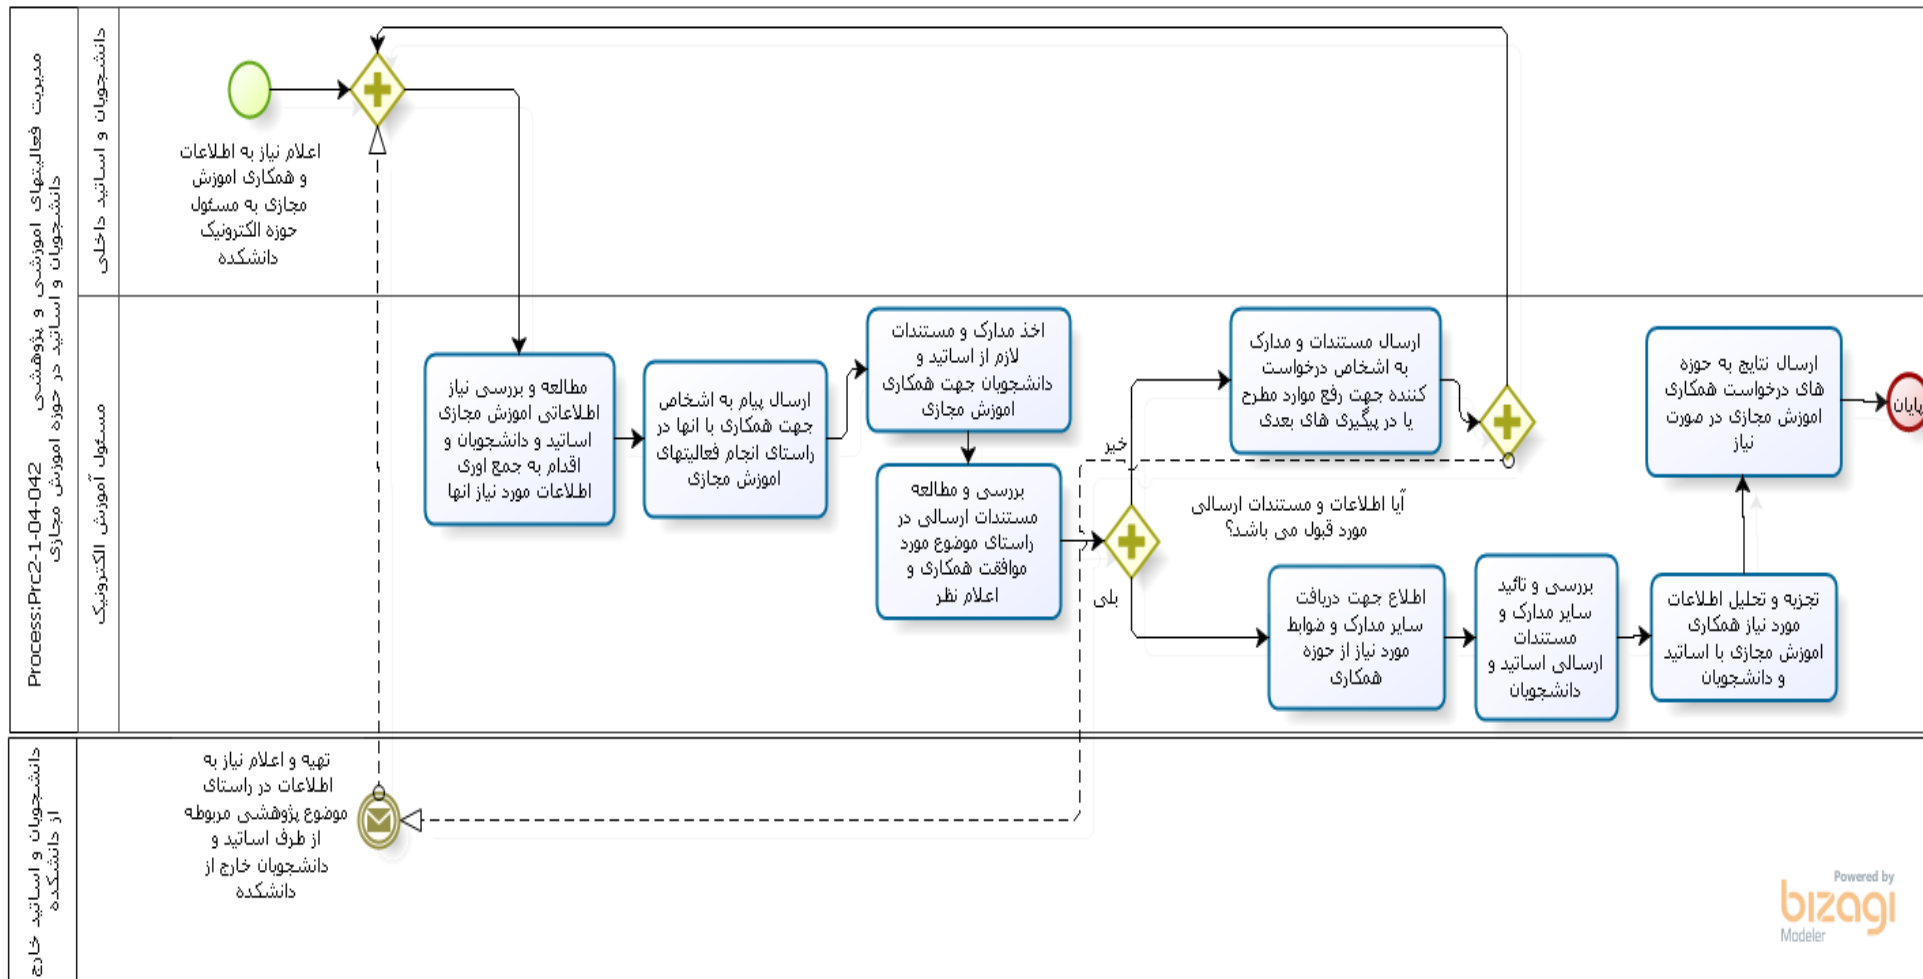 Process:Prc2-1-04-042 مدیریت فعالیتهای اموزشی و پژوهشی
دانشجویان و اساتید در حوزه اموزش مجازی
دانشجویان و اساتید داخلی
اعلام نیاز به اطلاعات
و همکاری اموزش
مجازی به مسئول
حوزه الکترونیک
دانشکده
مسئول آموزش الکترونیک
مطالعه و بررسی نیاز
اطلاعاتی اموزش مجازی
اساتید و دانشجویان و
اقدام به جمع اوری
اطلاعات مورد نیاز انها
ارسال پیام به اشخاص
جهت همکاری با انها در
راستای انجام فعالیتهای
اموزش مجازی
اخذ مدارک و مستندات
لازم از اساتید و
دانشجویان جهت همکاری
اموزش مجازی
بررسی و مطالعه
مستندات ارسالی در
راستای موضوع مورد
موافقت همکاری و
اعلام نظر
آیا اطلاعات و مستندات ارسالی
مورد قبول می باشد؟
خیر
ارسال مستندات و مدارک
به اشخاص درخواست
کننده جهت رفع موارد مطرح
یا در پیگیری های بعدی
بلی
اطلاع جهت دریافت
سایر مدارک و ضوابط
مورد نیاز از حوزه
همکاری
بررسی و تائید
سایر مدارک و
مستندات
ارسالی اساتید و
دانشجویان
تجزیه و تحلیل اطلاعات
مورد نیاز همکاری
اموزش مجازی با اساتید
و دانشجویان
ارسال نتایج به حوزه
های درخواست همکاری
اموزش مجازی در صورت
نیاز
پایان
دانشجویان و اساتید خارج
از دانشکده
تهیه و اعلام نیاز به
اطلاعات در راستای
موضوع پژوهشی مربوطه
از طرف اساتید و
دانشجویان خارج از
دانشکده
Powered by
bizagi
Modeler